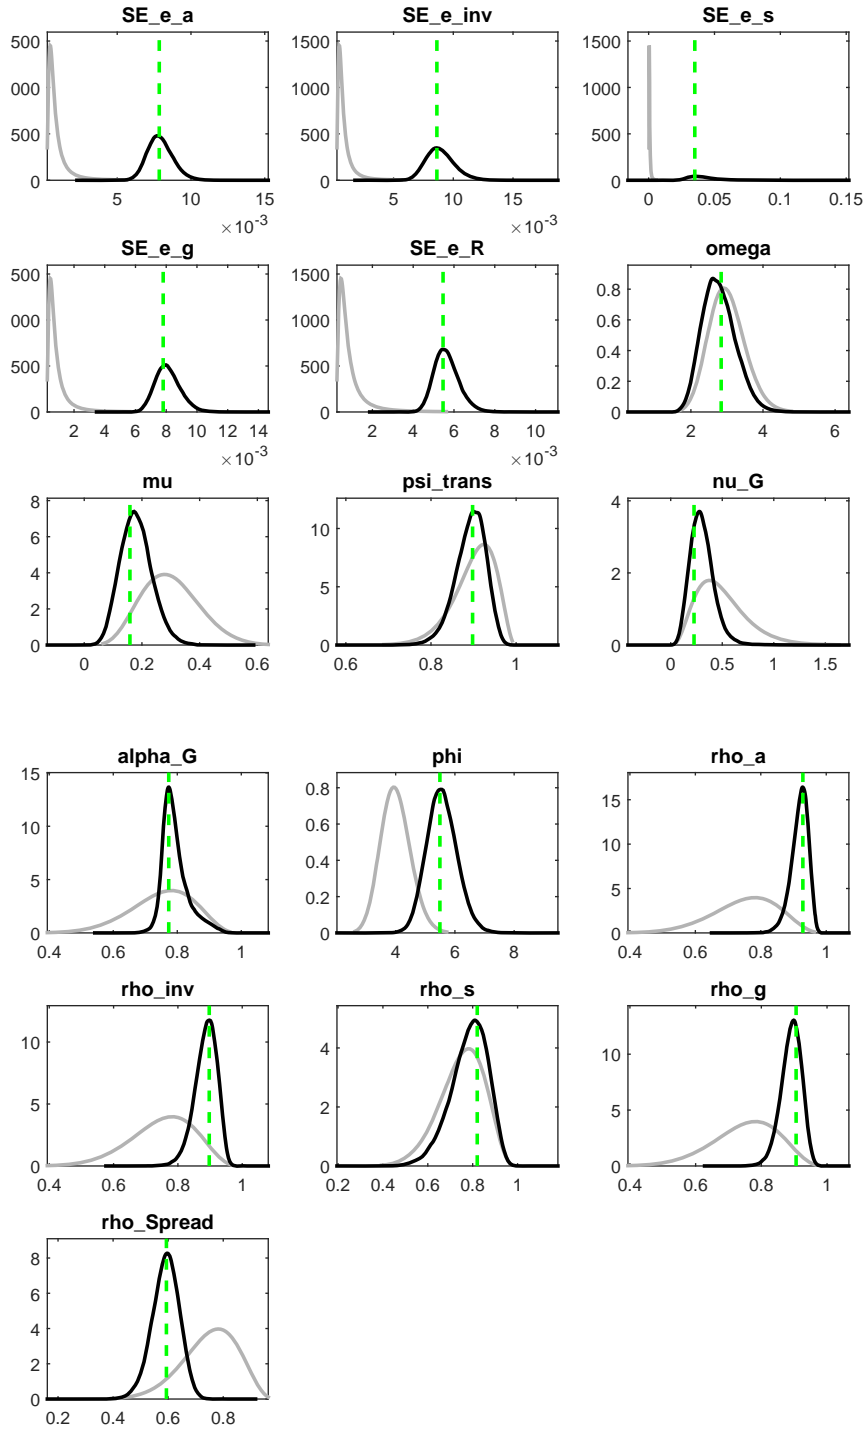 SE_e_a SE_e_inv SE_e_s
500 1500 1500
000 1000 1000
500 500 500
0 0 0
5 10 15 5 10 15 0 0.05 0.1 0.15
×10-3 ×10-3
SE_e_g SE_e_R omega
500 1500 0.8
000 1000 0.6
500 500 0.4
0.2
0 0 0
2 4 6 8 10 12 14 2 4 6 8 10 2 4 6
×10-3 ×10-3
mu psi_trans nu_G
8 10 4
6
4 5 2
2
0 0 0
0 0.2 0.4 0.6 0.6 0.8 1 0 0.5 1 1.5
alpha_G phi rho_a
15 0.8 15
10 0.6 10
5 0.4 5
0.2
0 0 0
0.4 0.6 0.8 1 4 6 8 0.4 0.6 0.8 1
rho_inv rho_s rho_g
10 4 10
5 2 5
0 0 0
0.4 0.6 0.8 1 0.2 0.4 0.6 0.8 1 0.4 0.6 0.8 1
rho_Spread
8
6
4
2
0
0.2 0.4 0.6 0.8